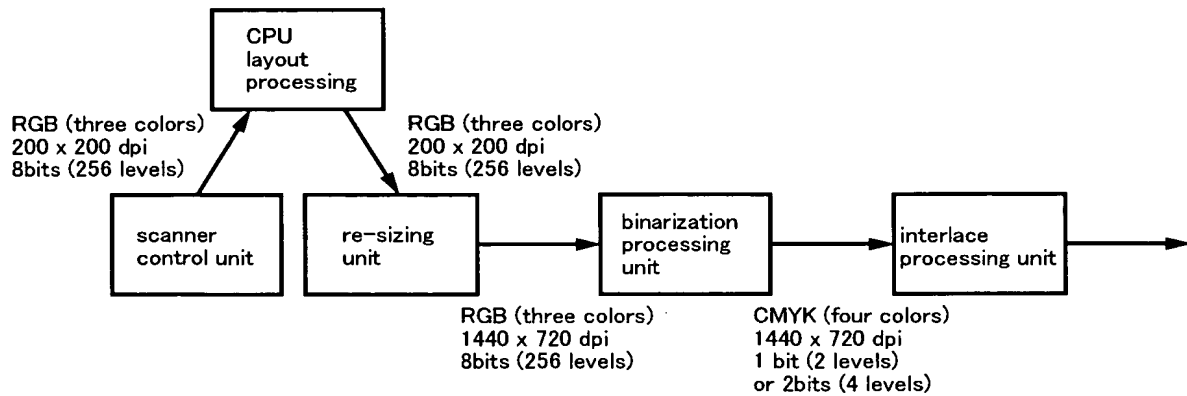 CPU
layout
processing
RGB (three colors)
200 x 200 dpi
8bits (256 levels)
RGB (three colors)
200 x 200 dpi
8bits (256 levels)
scanner
control unit
re-sizing
unit
binarization
processing
unit
interlace
processing unit
RGB (three colors)
1440 x 720 dpi
8bits (256 levels)
CMYK (four colors)
1440 x 720 dpi
1 bit (2 levels)
or 2bits (4 levels)